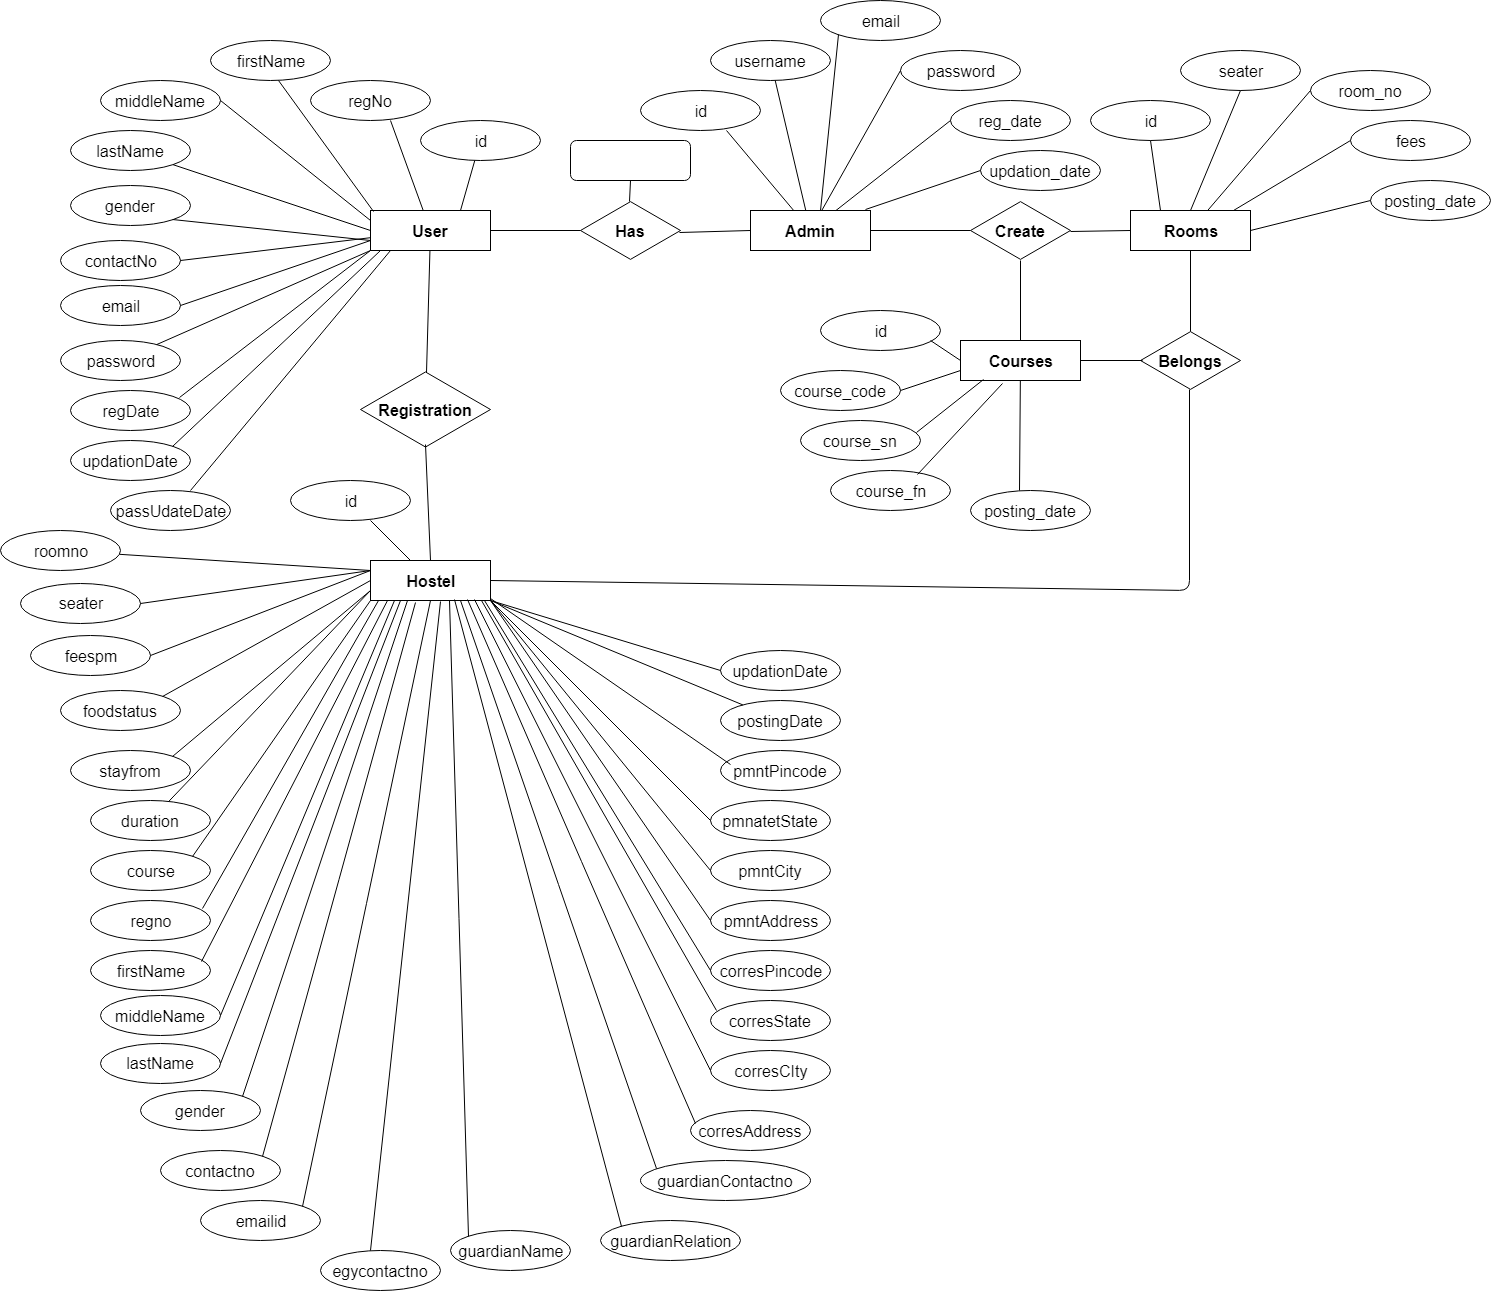 email
firstName
username
password
seater
middleName
regNo
room_no
id
reg_date
id
id
fees
lastName
updation_date
gender
posting_date
User
Has
Admin
Create
Rooms
contactNo
email
id
password
Courses
Belongs
course_code
regDate
Registration
course_sn
updationDate
course_fn
id
passUdateDate
posting_date
roomno
Hostel
seater
feespm
updationDate
foodstatus
postingDate
stayfrom
pmntPincode
duration
pmnatetState
course
pmntCity
regno
pmntAddress
firstName
corresPincode
middleName
corresState
lastName
corresCIty
gender
corresAddress
contactno
guardianContactno
emailid
guardianRelation
guardianName
egycontactno